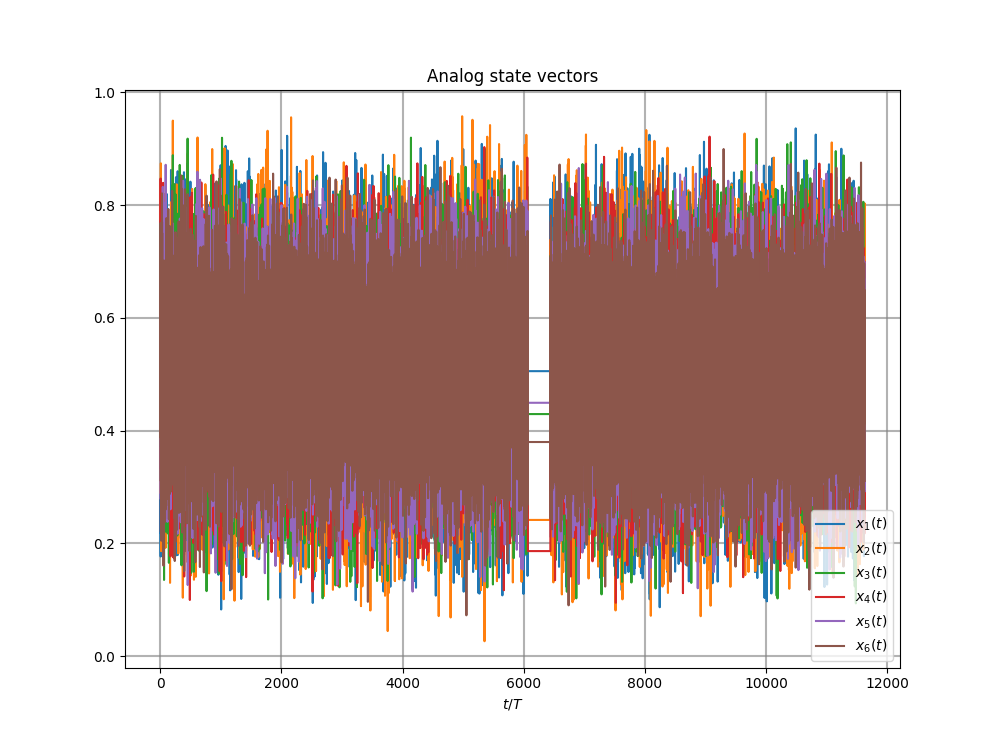 Analog state vectors
1.0
0.8
0.6
0.4
0.2
0.0
0 2000 4000 6000 8000 10000 12000
t/T
x₁(t)
x₂(t)
x₃(t)
x₄(t)
x₅(t)
x₆(t)